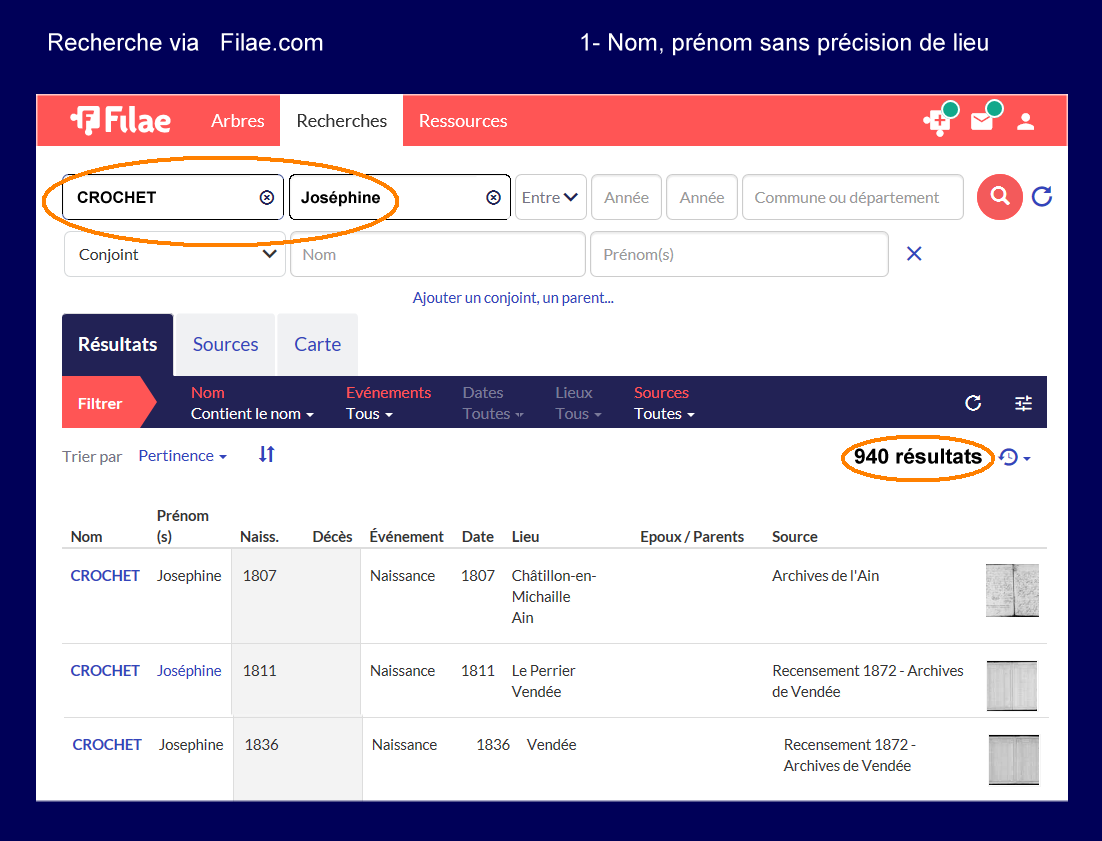 Recherche via Filae.com
1- Nom, prénom sans précision de lieu
Filae Arbres Recherches Ressources
CROCHET Joséphine Entre Année Année Commune ou département
Conjoint Nom Prénom(s)
Ajouter un conjoint, un parent...
Résultats Sources Carte
Filtrer
Nom Evénements Dates Lieux Sources
Contient le nom Tous Toutes Tous Toutes
Trier par Pertinence 940 résultats
Prénom
Nom (s) Naiss. Décès Événement Date Lieu Epoux / Parents Source
CROCHET Josephine 1807 Naissance 1807 Châtillon-en- Archives de l'Ain
Michaille
Ain
CROCHET Joséphine 1811 Naissance 1811 Le Perrier Recensement 1872 - Archives
Vendée de Vendée
CROCHET Josephine 1836 Naissance 1836 Vendée Recensement 1872 -
Archives de Vendée